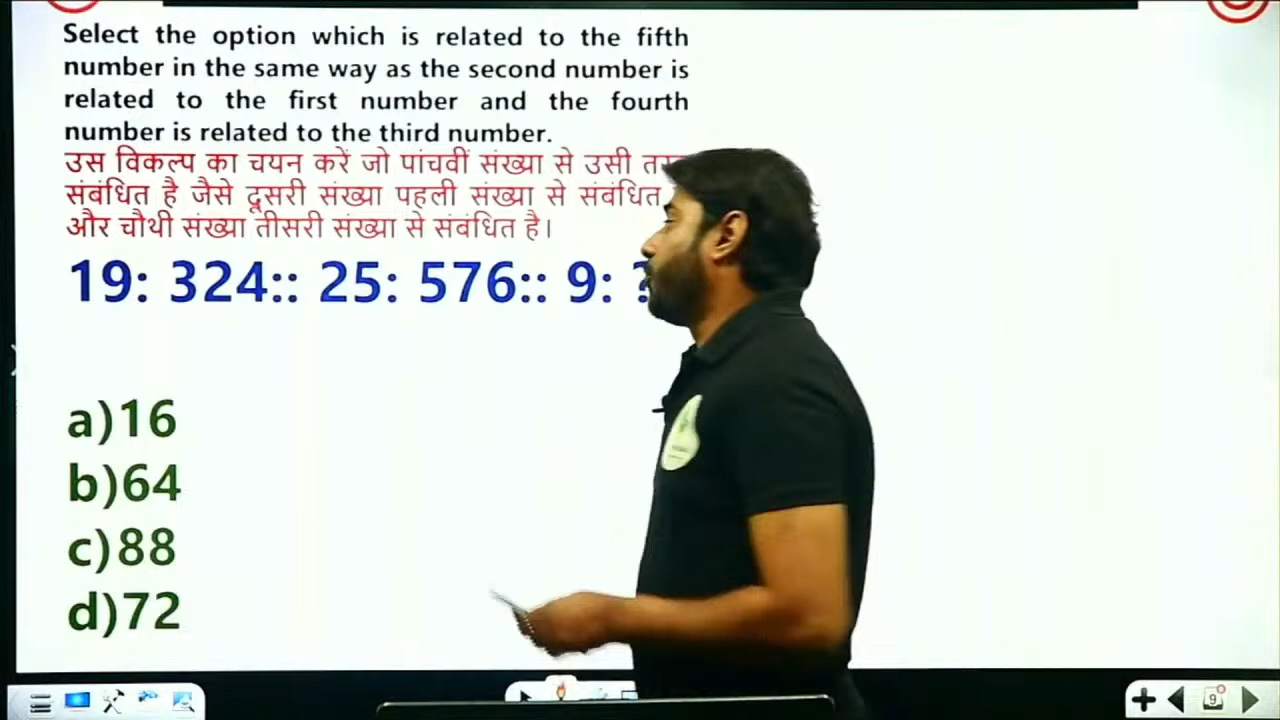 Select the option which is related to the fifth
number in the same way as the second number is
related to the first number and the fourth
number is related to the third number.
उस विकल्प का चयन करें जो पांचवीं संख्या से उसी
संबंधित है जैसे दूसरी संख्या पहली संख्या से संबंधित
और चौथी संख्या तीसरी संख्या से संबंधित है।
19: 324:: 25: 576:: 9: ?
a)16
b)64
c)88
d)72
9